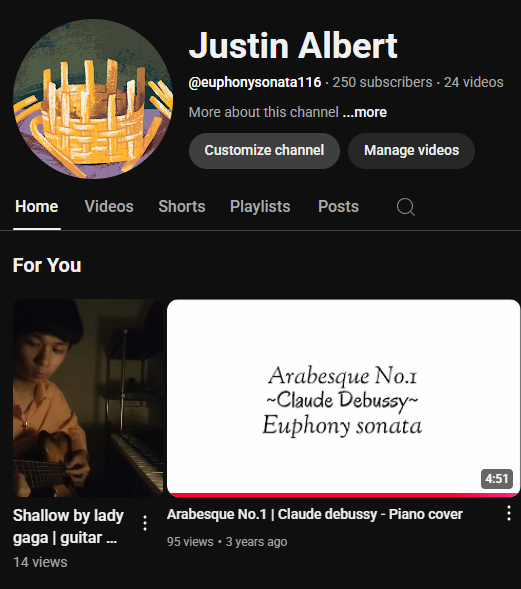 Justin Albert
@euphonysonata116 · 250 subscribers · 24 videos
More about this channel ...more
Customize channel
Manage videos
Home
Videos
Shorts
Playlists
Posts
For You
Arabesque No.1
~Claude Debussy~
Euphony sonata
4:51
Shallow by lady
gaga | guitar ...
14 views
Arabesque No.1 | Claude debussy - Piano cover
95 views • 3 years ago